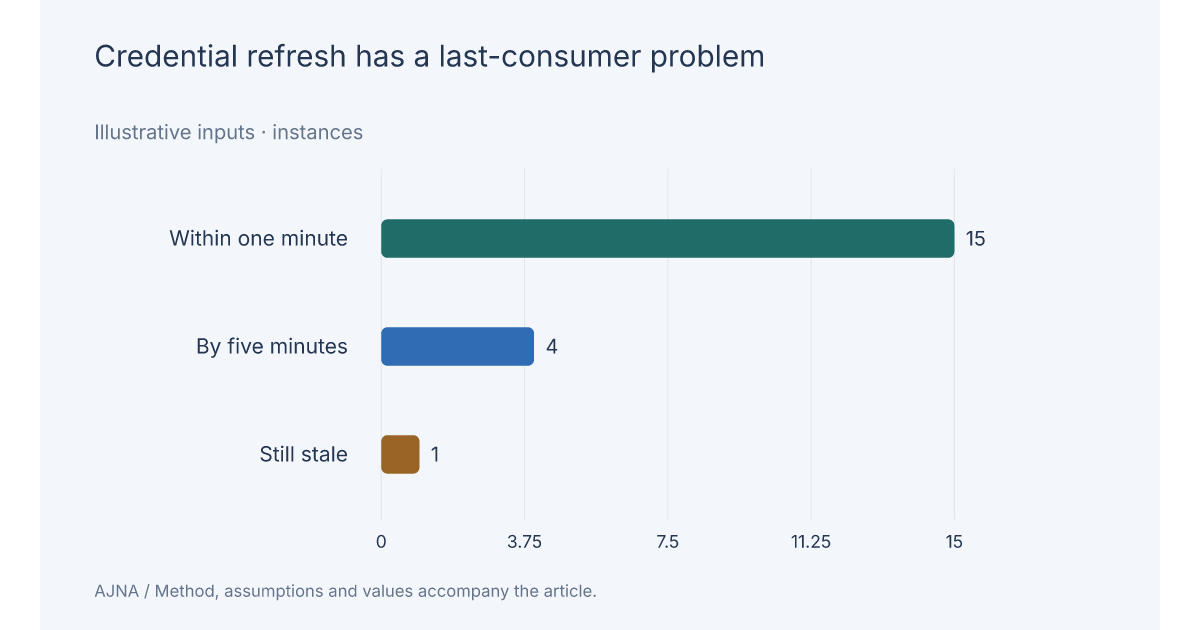 Credential refresh has a last-consumer problem
Illustrative inputs · instances
Within one minute 15
By five minutes 4
Still stale 1
0 3.75 7.5 11.25 15
AJNA / Method, assumptions and values accompany the article.